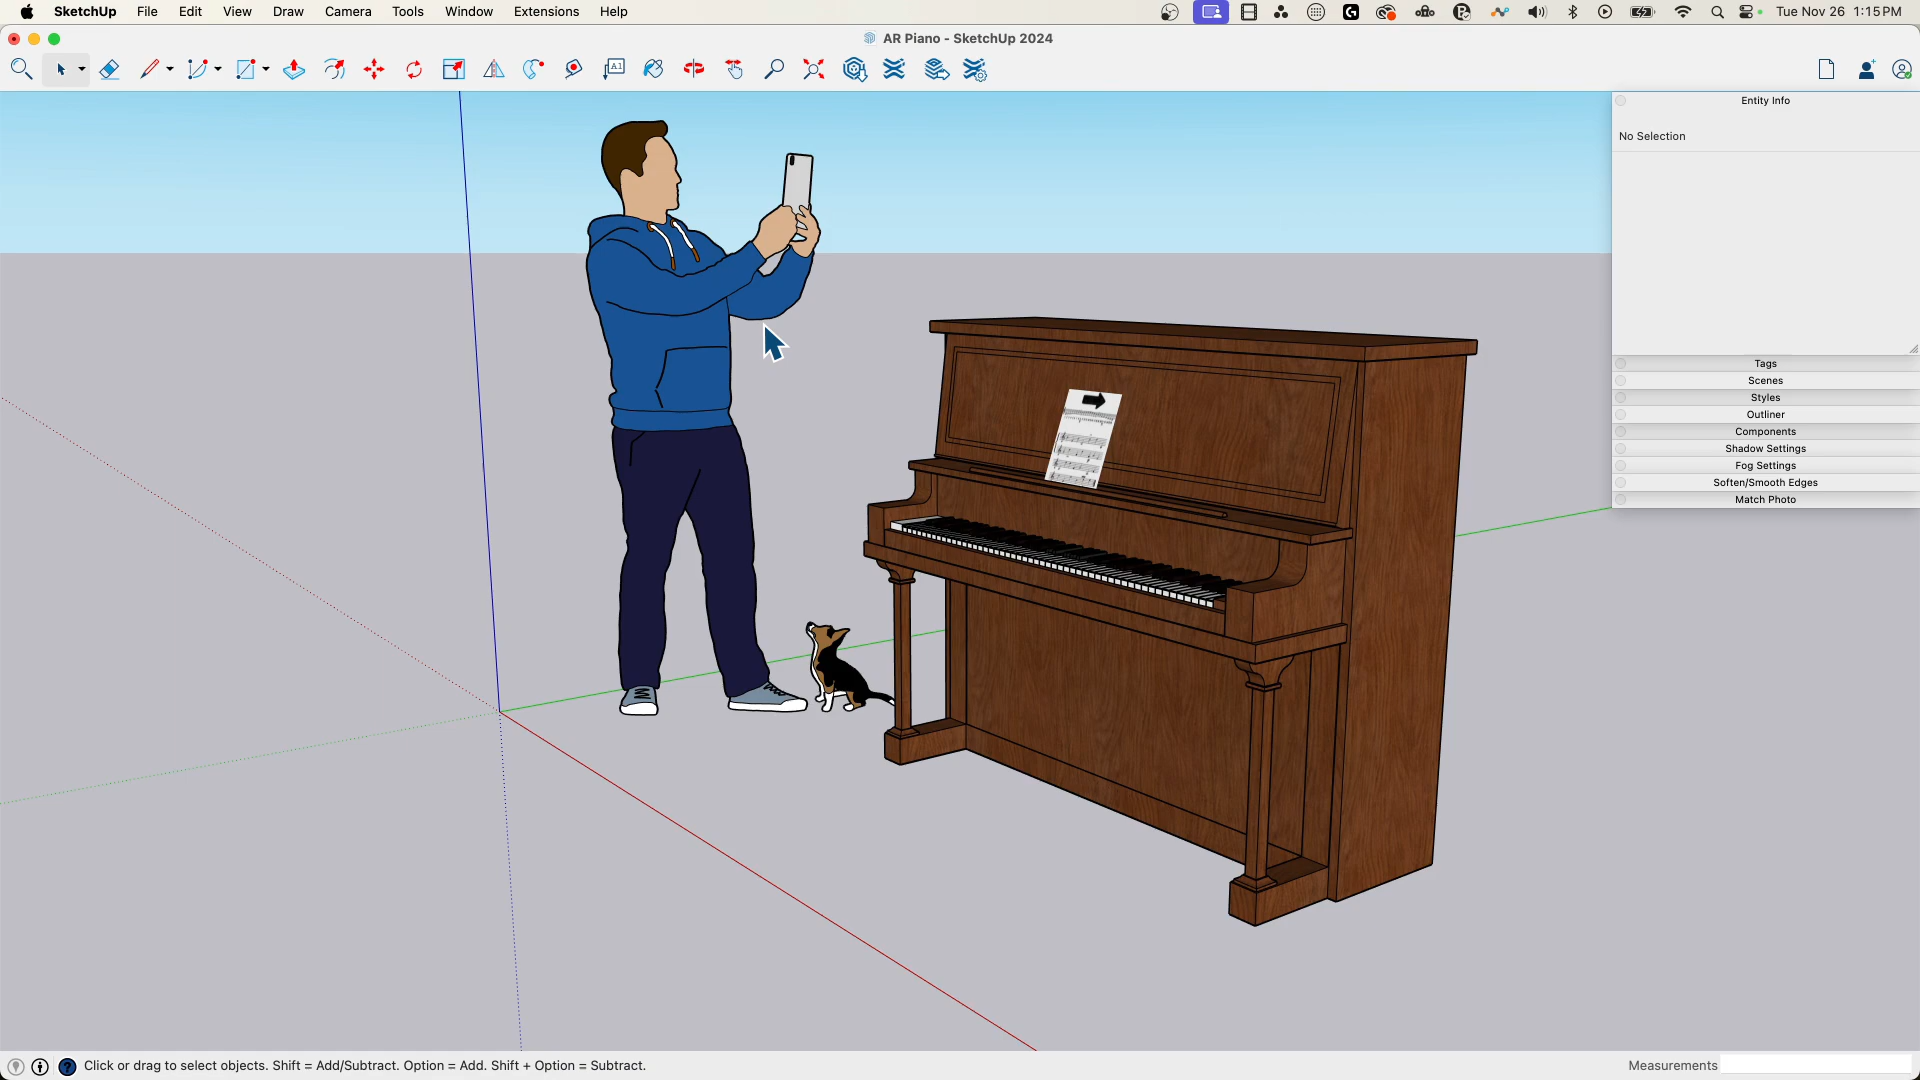 SketchUp File Edit View Draw Camera Tools Window Extensions Help
Tue Nov 26 1:15 PM
AR Piano - SketchUp 2024
A1
Entity Info
No Selection
Tags
Scenes
Styles
Outliner
Components
Shadow Settings
Fog Settings
Soften/Smooth Edges
Match Photo
Click or drag to select objects. Shift = Add/Subtract. Option = Add. Shift + Option = Subtract.
Measurements